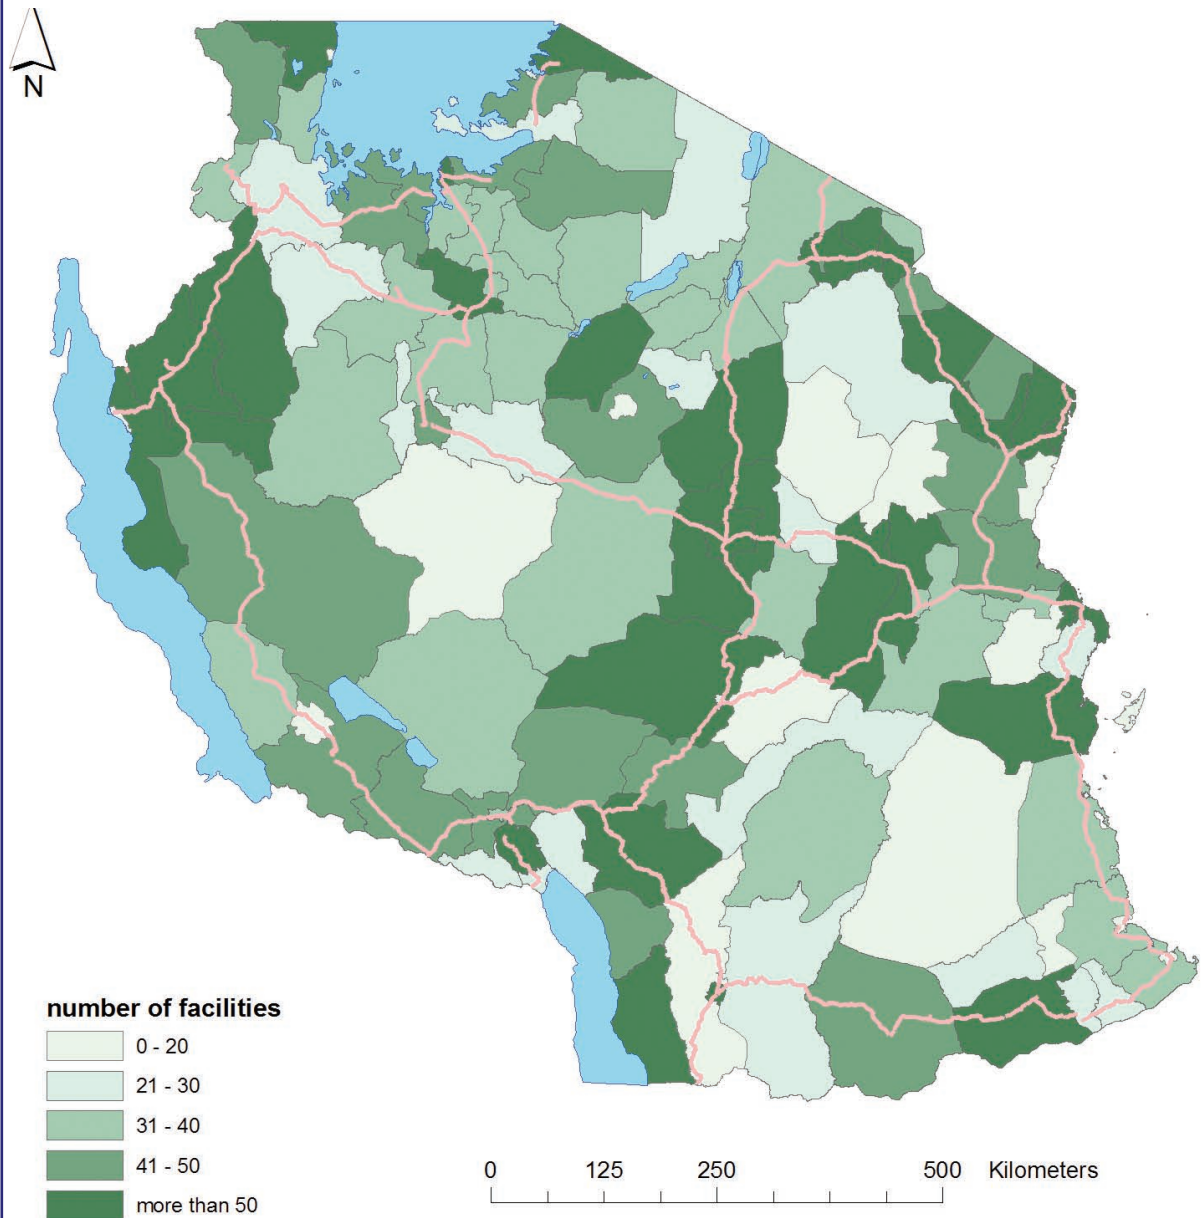 N
number of facilities
0 - 20
21 - 30
31 - 40
41 - 50
more than 50
0 125 250 500 Kilometers